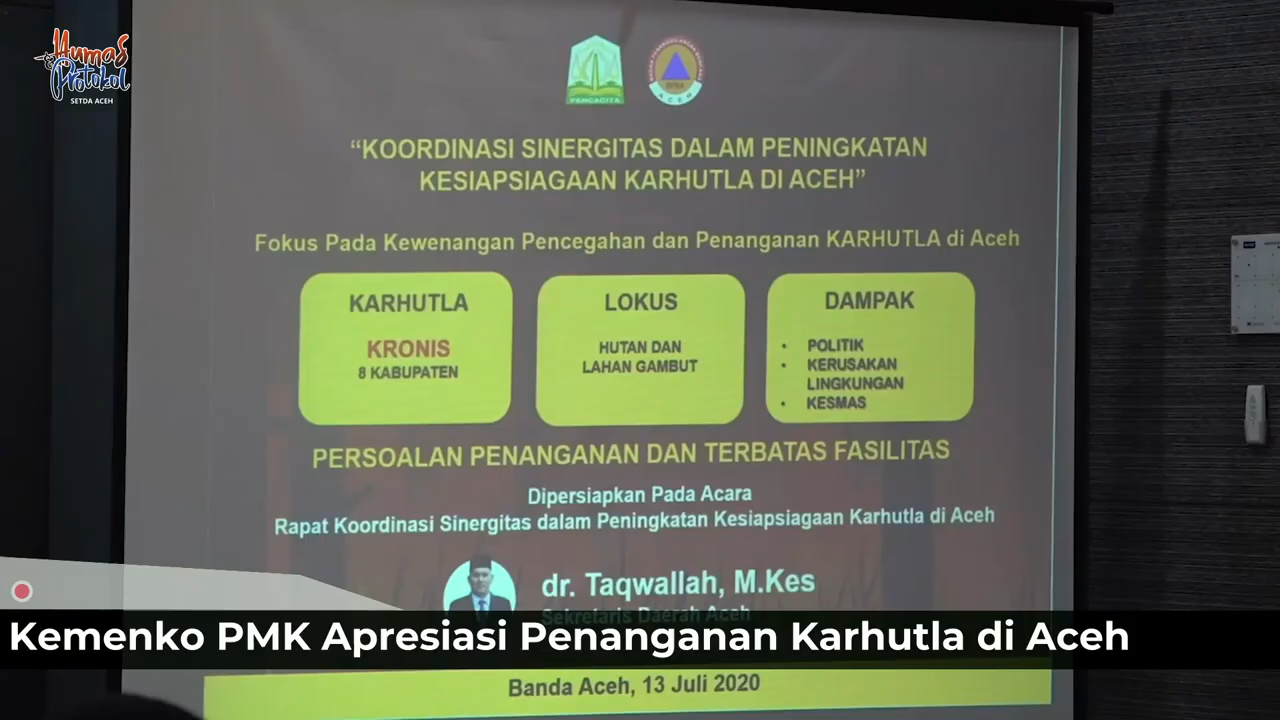 Humas
Protokol
SETDA ACEH
PANCACITA
ACEH
“KOORDINASI SINERGITAS DALAM PENINGKATAN
KESIAPSIAGAAN KARHUTLA DI ACEH”
Fokus Pada Kewenangan Pencegahan dan Penanganan KARHUTLA di Aceh
KARHUTLA
KRONIS
8 KABUPATEN
LOKUS
HUTAN DAN
LAHAN GAMBUT
DAMPAK
• POLITIK
• KERUSAKAN
LINGKUNGAN
• KESMAS
PERSOALAN PENANGANAN DAN TERBATAS FASILITAS
Dipersiapkan Pada Acara
Rapat Koordinasi Sinergitas dalam Peningkatan Kesiapsiagaan Karhutla di Aceh
dr. Taqwallah, M.Kes
Sekretaris Daerah Aceh
Kemenko PMK Apresiasi Penanganan Karhutla di Aceh
Banda Aceh, 13 Juli 2020